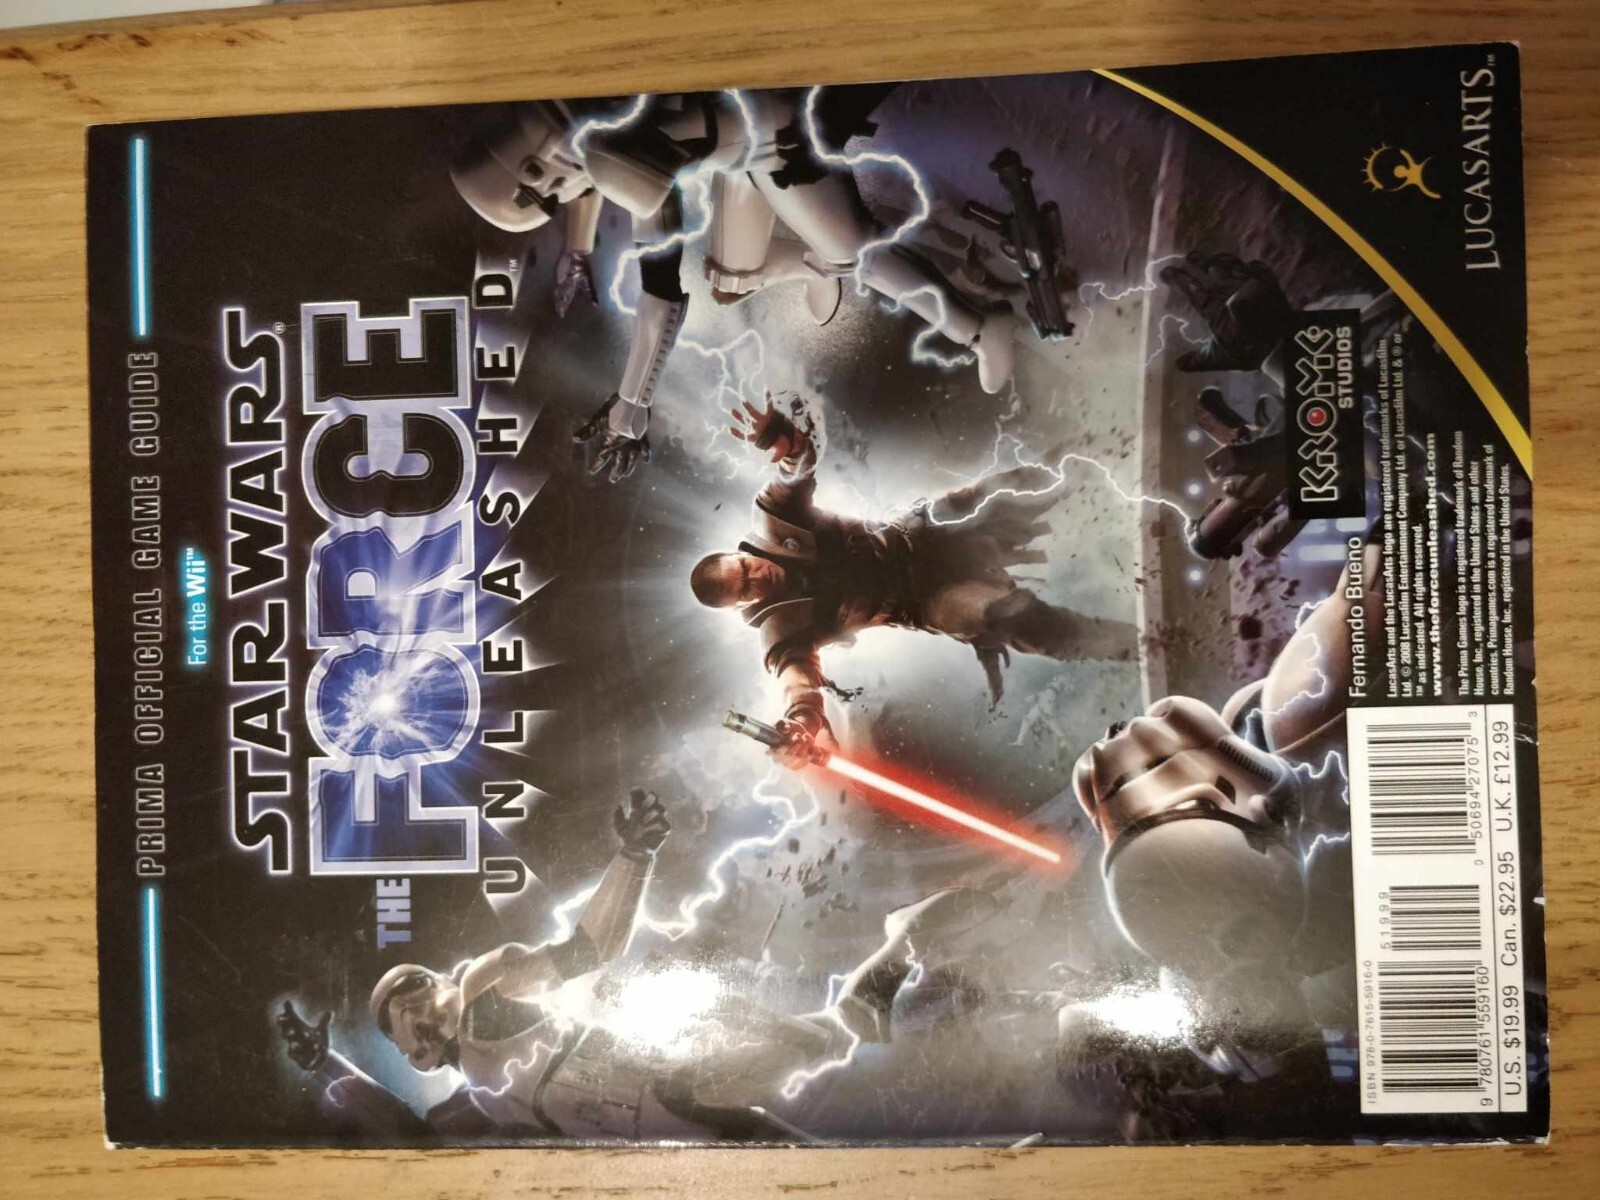 PRIMA OFFICIAL GAME GUIDE
For the Wii™
STAR WARS®
THE FORCE
UNLEASHED™
Fernando Bueno
KROME
STUDIOS
LucasArts and the LucasArts logo are registered trademarks of Lucasfilm
Ltd. © 2008 Lucasfilm Entertainment Company Ltd. or Lucasfilm Ltd. & ® or
™ as indicated. All rights reserved.
www.theforceunleashed.com
The Prima Games logo is a registered trademark of Random
House, Inc., registered in the United States and other
countries. Primagames.com is a registered trademark of
Random House, Inc., registered in the United States.
LUCASARTS™
ISBN 978-0-7615-5916-0
51999
9 780761 559160
0 50694 27075 3
U.S. $19.99 Can. $22.95 U.K. £12.99